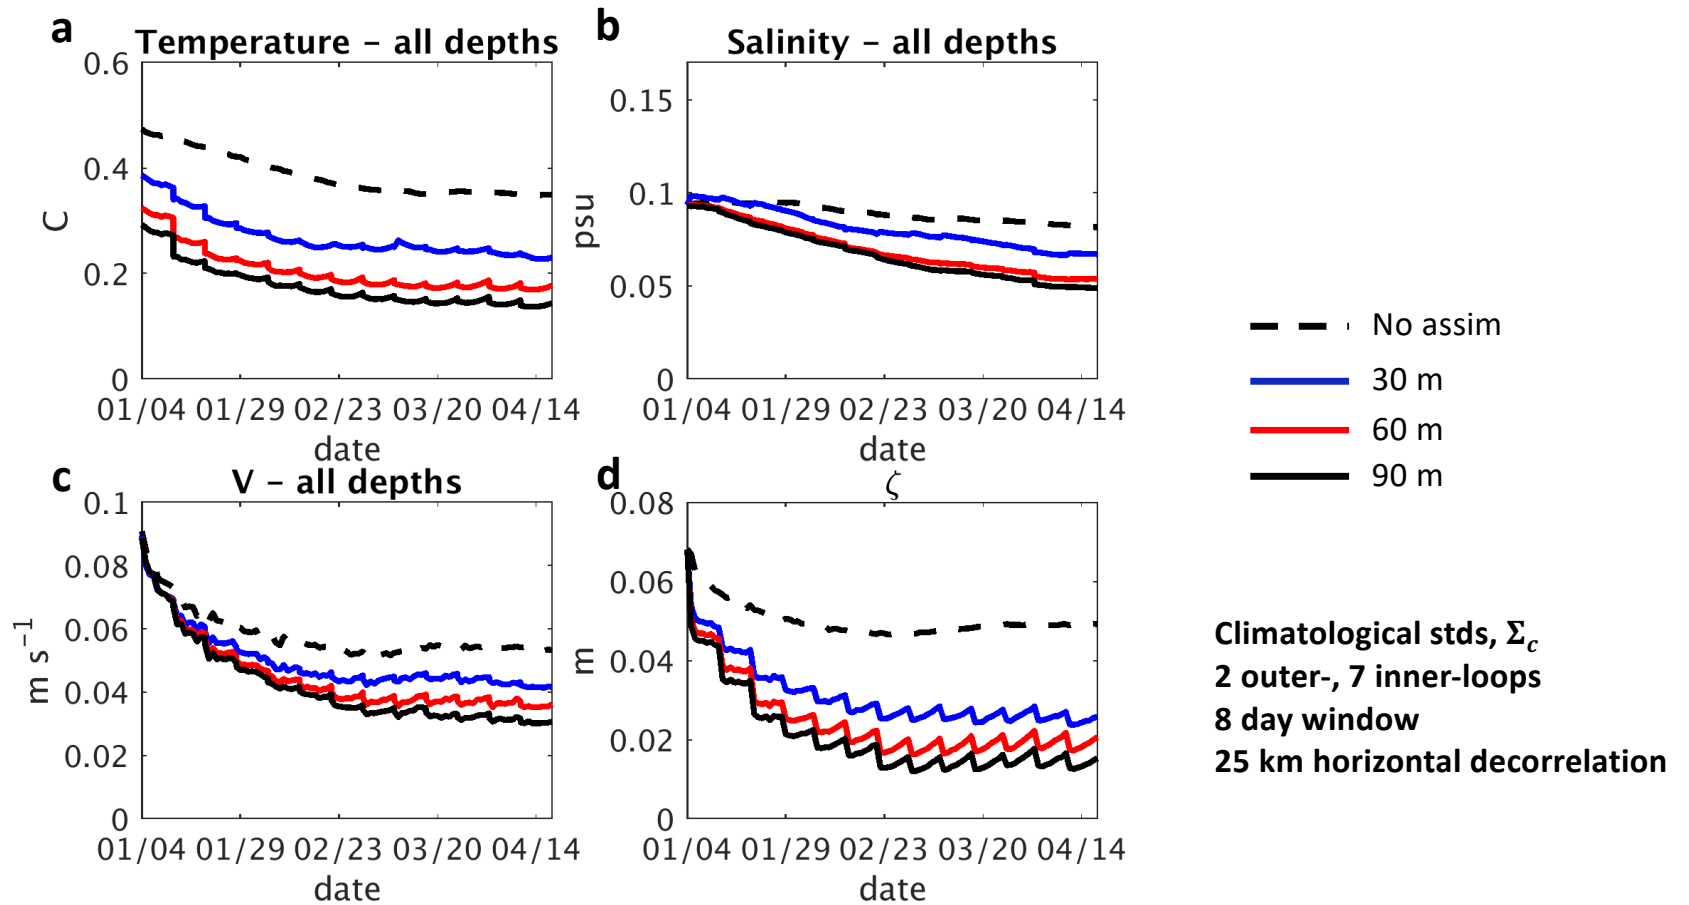 a
Temperature – all depths
0.6
0.4
0.2
0
C
01/04 01/29 02/23 03/20 04/14
date
b
Salinity – all depths
0.15
0.1
0.05
0
psu
01/04 01/29 02/23 03/20 04/14
date
c
V – all depths
0.1
0.08
0.06
0.04
0.02
0
m s⁻¹
01/04 01/29 02/23 03/20 04/14
date
d
ζ
0.08
0.06
0.04
0.02
0
m
01/04 01/29 02/23 03/20 04/14
date
No assim
30 m
60 m
90 m
Climatological stds, Σ_c
2 outer-, 7 inner-loops
8 day window
25 km horizontal decorrelation